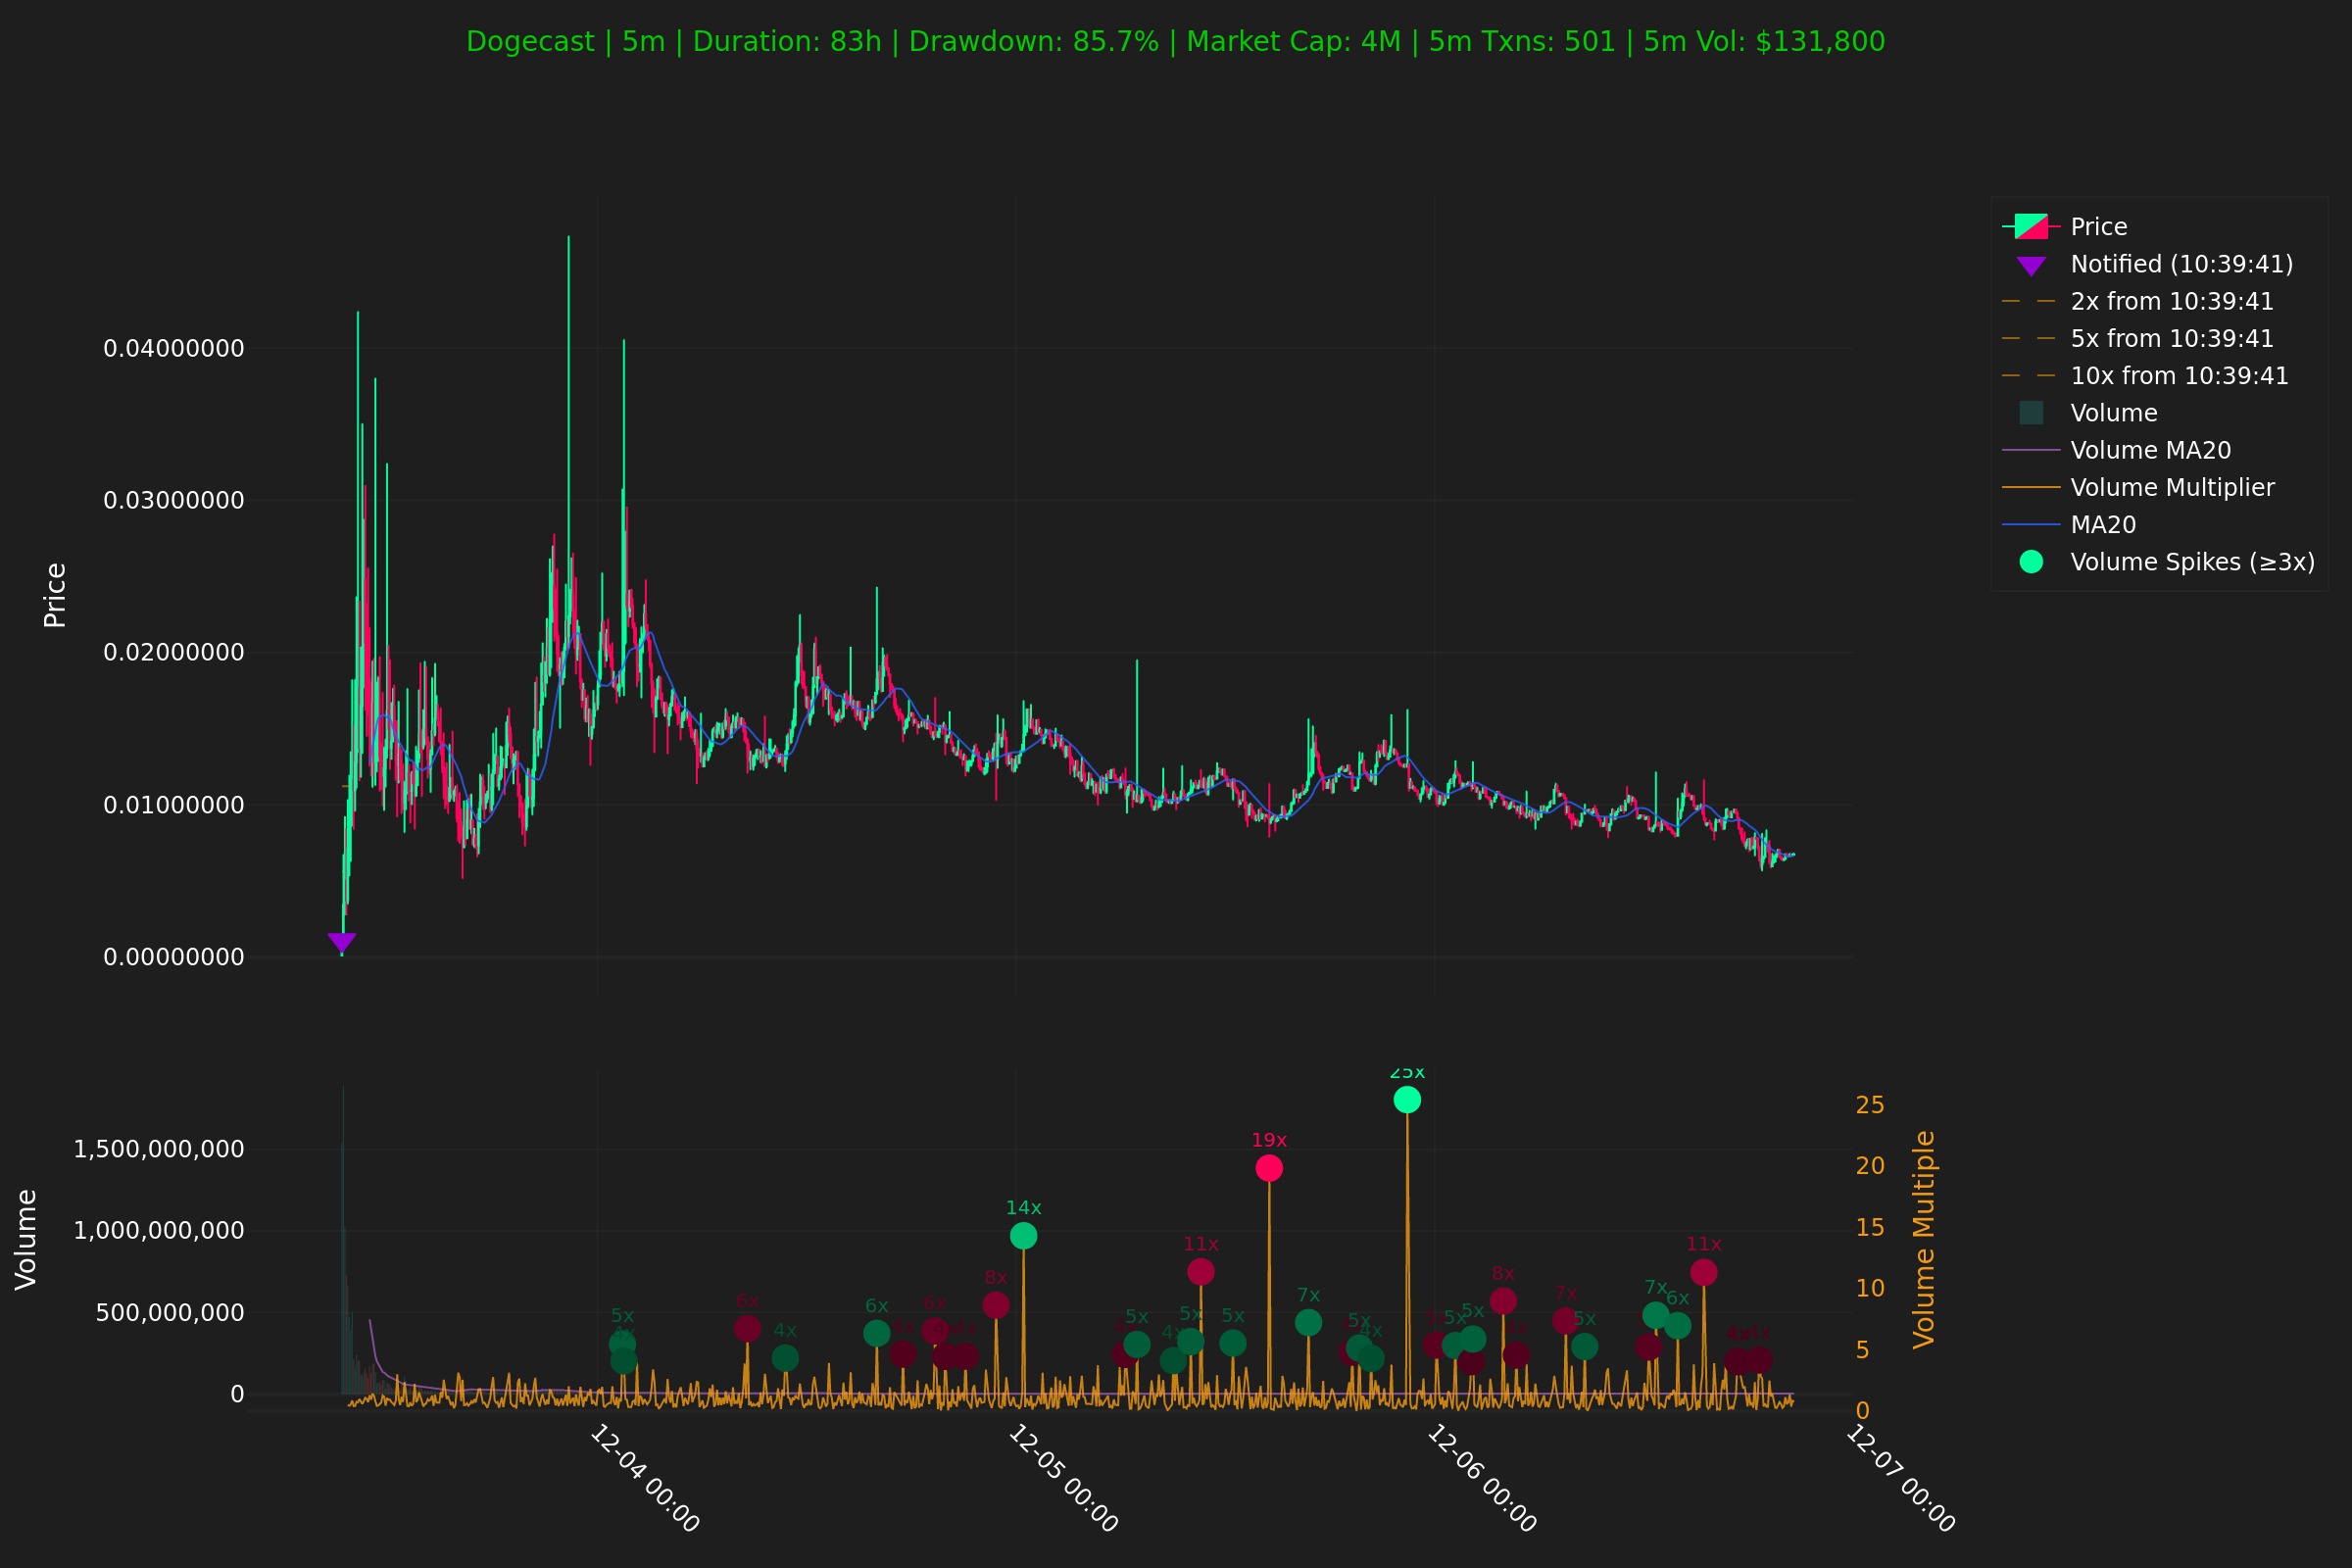 Dogecast | 5m | Duration: 83h | Drawdown: 85.7% | Market Cap: 4M | 5m Txns: 501 | 5m Vol: $131,800
Price
Notified (10:39:41)
2x from 10:39:41
5x from 10:39:41
10x from 10:39:41
Volume
Volume MA20
Volume Multiplier
MA20
Volume Spikes (≥3x)
Price
0.04000000
0.03000000
0.02000000
0.01000000
0.00000000
Volume
1,500,000,000
1,000,000,000
500,000,000
0
5x
6x
4x
6x
6x
8x
14x
5x
4x
5x
11x
5x
19x
7x
5x
4x
25x
5x
5x
8x
7x
5x
7x
6x
11x
25
20
15
10
5
0
Volume Multiple
12-04 00:00
12-05 00:00
12-06 00:00
12-07 00:00